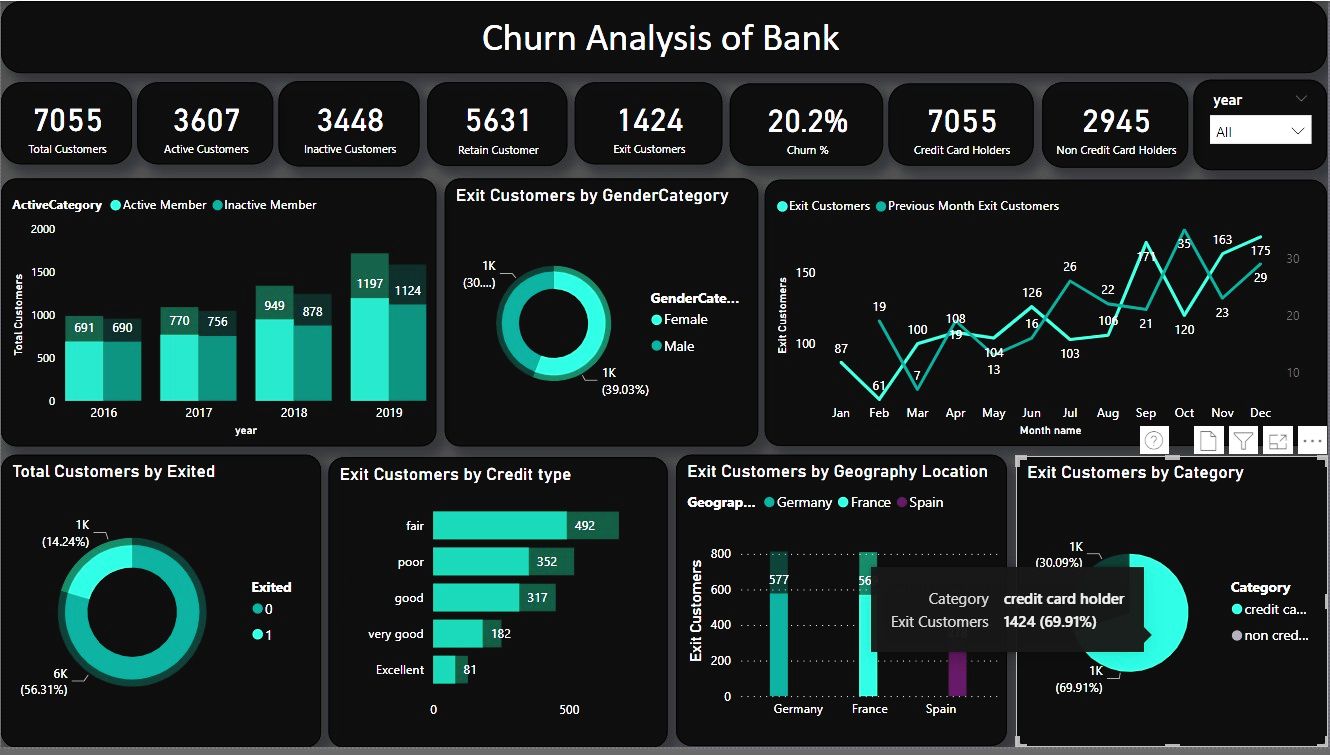 Churn Analysis of Bank
7055
Total Customers
3607
Active Customers
3448
Inactive Customers
5631
Retain Customer
1424
Exit Customers
20.2%
Churn %
7055
Credit Card Holders
2945
Non Credit Card Holders
year
All
ActiveCategory Active Member Inactive Member
2000
1500
1000
500
0
Total Customers
691 690 770 756 949 878 1197 1124
2016 2017 2018 2019
year
Exit Customers by GenderCategory
1K
(30....)
1K
(39.03%)
GenderCate...
Female
Male
Exit Customers Previous Month Exit Customers
Exit Customers
150
100
30
20
10
87 61 100 108 104 126 103 106 171 120 163 175
19 7 19 13 16 26 22 21 35 23 29
Jan Feb Mar Apr May Jun Jul Aug Sep Oct Nov Dec
Month name
Total Customers by Exited
1K
(14.24%)
6K
(56.31%)
Exited
0
1
Exit Customers by Credit type
fair 492
poor 352
good 317
very good 182
Excellent 81
0 500
Exit Customers by Geography Location
Geograp... Germany France Spain
Exit Customers
800
600
400
200
0
577
56
Germany France Spain
Exit Customers by Category
1K
(30.09%)
1K
(69.91%)
Category
credit ca...
non cred...
Category credit card holder
Exit Customers 1424 (69.91%)